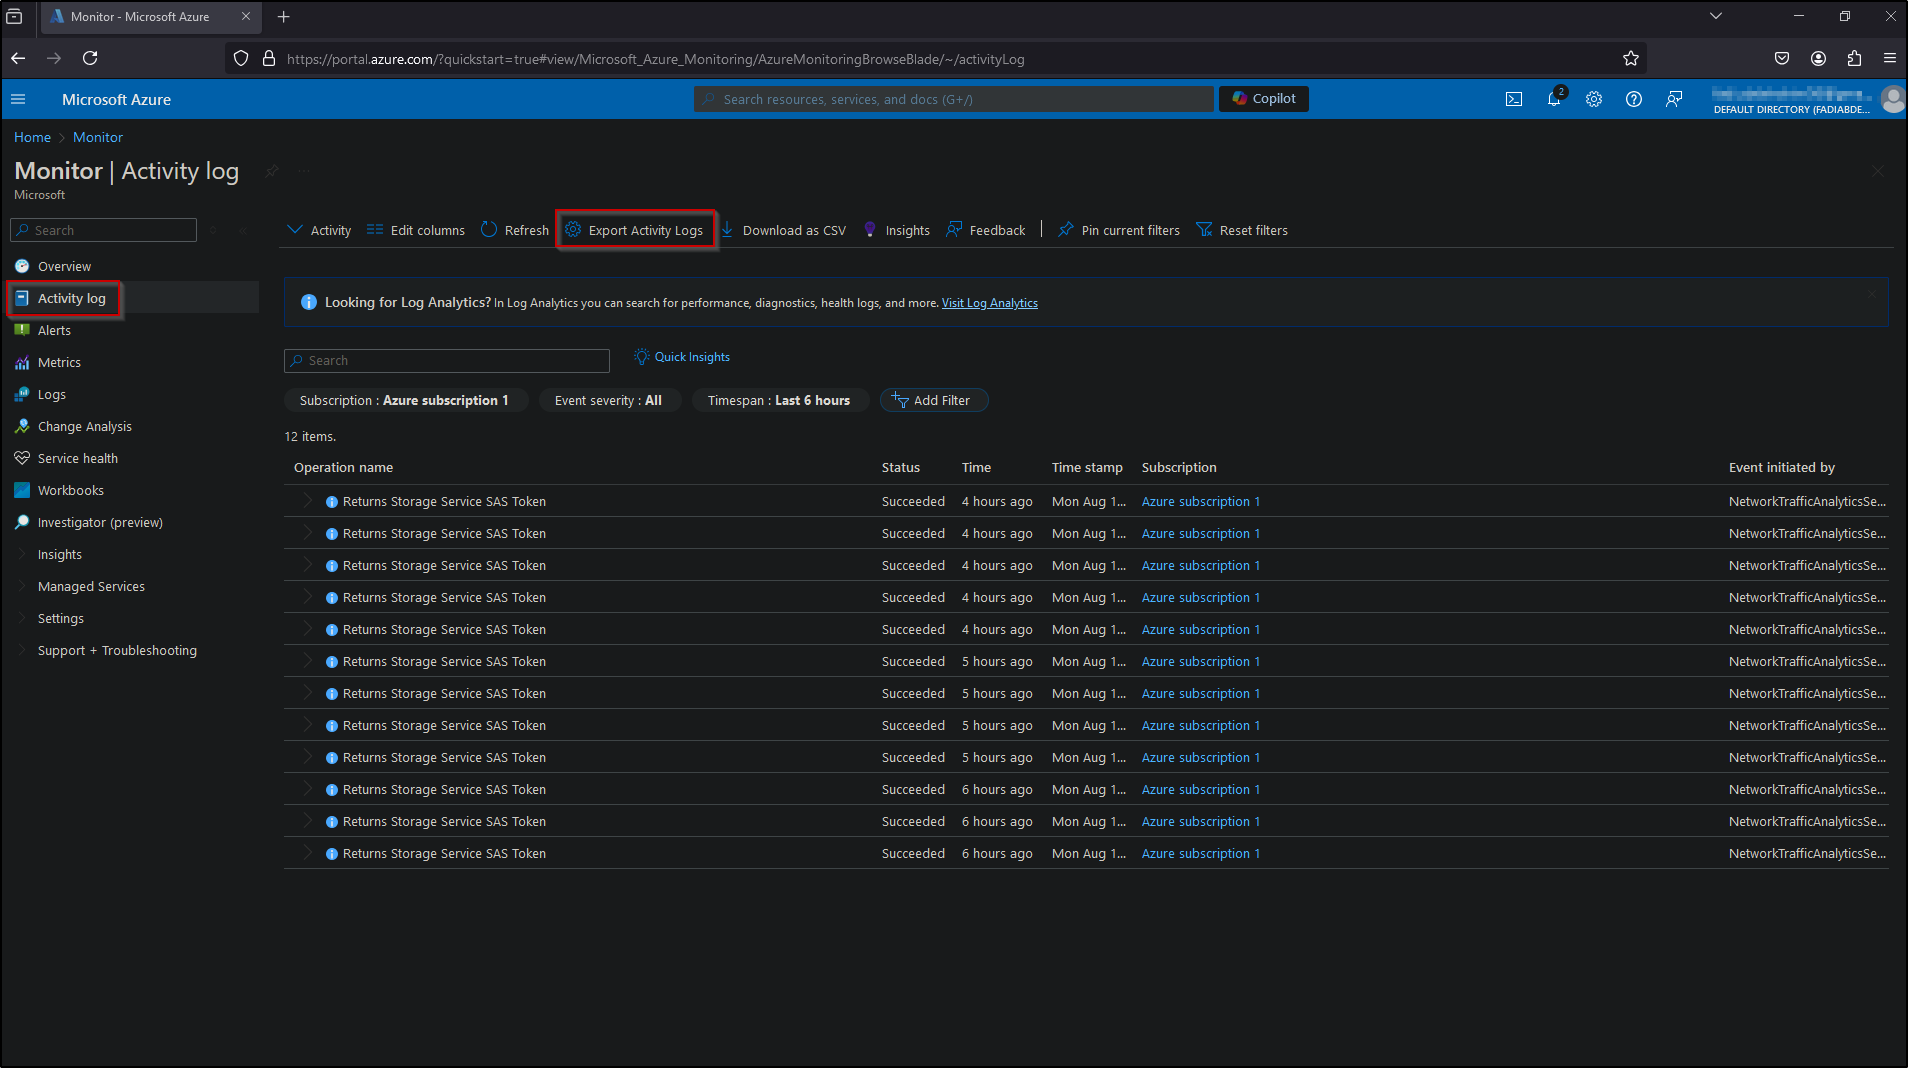 Monitor - Microsoft Azure
https://portal.azure.com/?quickstart=true#view/Microsoft_Azure_Monitoring/AzureMonitoringBrowseBlade/~/activityLog
Microsoft Azure
Search resources, services, and docs (G+/)
Copilot
2
DEFAULT DIRECTORY (FADIABDE...
Home > Monitor
Monitor | Activity log
Microsoft
Search
Activity
Edit columns
Refresh
Export Activity Logs
Download as CSV
Insights
Feedback
Pin current filters
Reset filters
Overview
Activity log
Alerts
Metrics
Logs
Change Analysis
Service health
Workbooks
Investigator (preview)
Insights
Managed Services
Settings
Support + Troubleshooting
Looking for Log Analytics? In Log Analytics you can search for performance, diagnostics, health logs, and more. Visit Log Analytics
Search
Quick Insights
Subscription : Azure subscription 1
Event severity : All
Timespan : Last 6 hours
Add Filter
12 items.
Operation name Status Time Time stamp Subscription Event initiated by
Returns Storage Service SAS Token Succeeded 4 hours ago Mon Aug 1... Azure subscription 1 NetworkTrafficAnalyticsSe...
Returns Storage Service SAS Token Succeeded 4 hours ago Mon Aug 1... Azure subscription 1 NetworkTrafficAnalyticsSe...
Returns Storage Service SAS Token Succeeded 4 hours ago Mon Aug 1... Azure subscription 1 NetworkTrafficAnalyticsSe...
Returns Storage Service SAS Token Succeeded 4 hours ago Mon Aug 1... Azure subscription 1 NetworkTrafficAnalyticsSe...
Returns Storage Service SAS Token Succeeded 4 hours ago Mon Aug 1... Azure subscription 1 NetworkTrafficAnalyticsSe...
Returns Storage Service SAS Token Succeeded 5 hours ago Mon Aug 1... Azure subscription 1 NetworkTrafficAnalyticsSe...
Returns Storage Service SAS Token Succeeded 5 hours ago Mon Aug 1... Azure subscription 1 NetworkTrafficAnalyticsSe...
Returns Storage Service SAS Token Succeeded 5 hours ago Mon Aug 1... Azure subscription 1 NetworkTrafficAnalyticsSe...
Returns Storage Service SAS Token Succeeded 5 hours ago Mon Aug 1... Azure subscription 1 NetworkTrafficAnalyticsSe...
Returns Storage Service SAS Token Succeeded 6 hours ago Mon Aug 1... Azure subscription 1 NetworkTrafficAnalyticsSe...
Returns Storage Service SAS Token Succeeded 6 hours ago Mon Aug 1... Azure subscription 1 NetworkTrafficAnalyticsSe...
Returns Storage Service SAS Token Succeeded 6 hours ago Mon Aug 1... Azure subscription 1 NetworkTrafficAnalyticsSe...